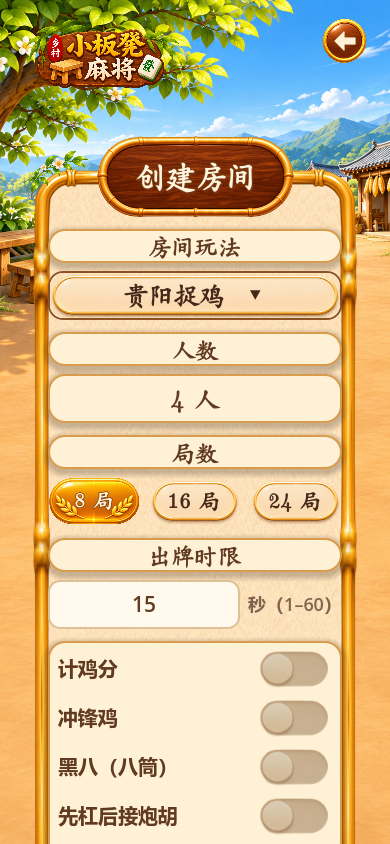 乡村
小板凳
麻将
發
创建房间
房间玩法
贵阳捉鸡 ▼
人数
4 人
局数
8 局 16 局 24 局
出牌时限
15 秒（1–60）
计鸡分
冲锋鸡
黑八（八筒）
先杠后接炮胡